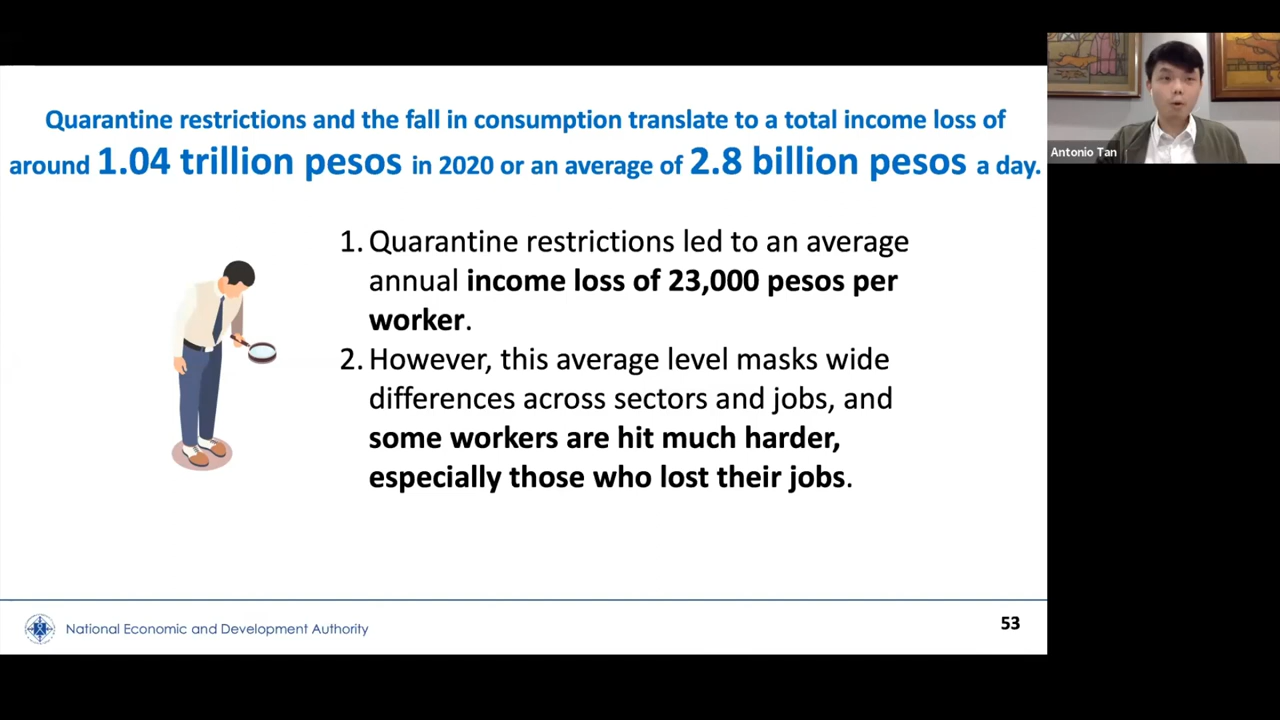 Quarantine restrictions and the fall in consumption translate to a total income loss of
around 1.04 trillion pesos in 2020 or an average of 2.8 billion pesos a day.
1. Quarantine restrictions led to an average
annual income loss of 23,000 pesos per
worker.
2. However, this average level masks wide
differences across sectors and jobs, and
some workers are hit much harder,
especially those who lost their jobs.
National Economic and Development Authority
53
Antonio Tan